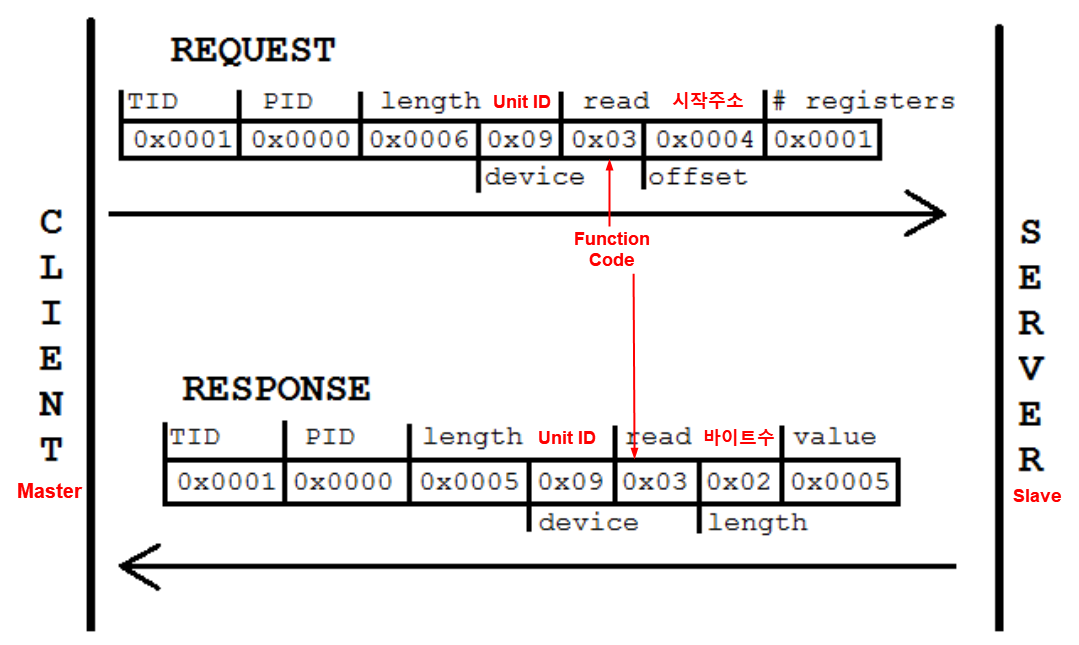 REQUEST
TID PID length Unit ID read 시작주소 # registers
0x0001 0x0000 0x0006 0x09 0x03 0x0004 0x0001
device offset
Function
Code
CLIENT
Master
SERVER
Slave
RESPONSE
TID PID length Unit ID read 바이트수 value
0x0001 0x0000 0x0005 0x09 0x03 0x02 0x0005
device length